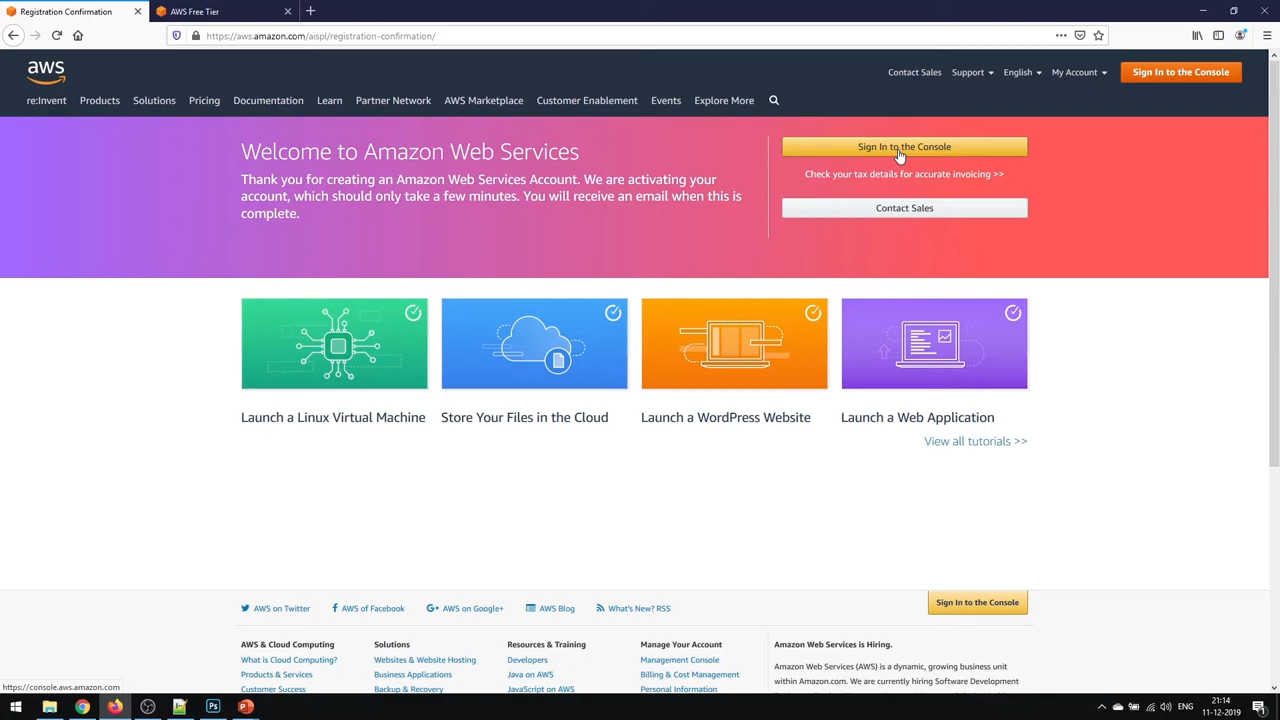 Registration Confirmation
AWS Free Tier
https://aws.amazon.com/aispl/registration-confirmation/
aws
Contact Sales
Support
English
My Account
Sign In to the Console
re:Invent
Products
Solutions
Pricing
Documentation
Learn
Partner Network
AWS Marketplace
Customer Enablement
Events
Explore More
Welcome to Amazon Web Services
Thank you for creating an Amazon Web Services Account. We are activating your
account, which should only take a few minutes. You will receive an email when this is
complete.
Sign In to the Console
Check your tax details for accurate invoicing >>
Contact Sales
Launch a Linux Virtual Machine
Store Your Files in the Cloud
Launch a WordPress Website
Launch a Web Application
View all tutorials >>
AWS on Twitter
AWS of Facebook
AWS on Google+
AWS Blog
What's New? RSS
Sign In to the Console
AWS & Cloud Computing
What is Cloud Computing?
Products & Services
Customer Success
Solutions
Websites & Website Hosting
Business Applications
Backup & Recovery
Resources & Training
Developers
Java on AWS
JavaScript on AWS
Manage Your Account
Management Console
Billing & Cost Management
Personal Information
Amazon Web Services is Hiring.
Amazon Web Services (AWS) is a dynamic, growing business unit
within Amazon.com. We are currently hiring Software Development
https://console.aws.amazon.com
ENG
21:14
11-12-2019